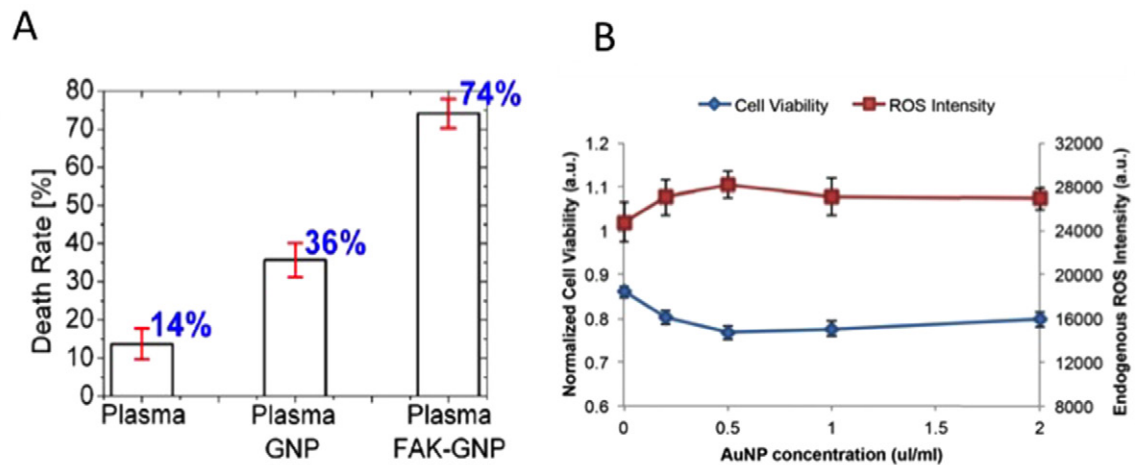 A
Death Rate [%]
80
70
60
50
40
30
20
10
0
14%
36%
74%
Plasma
Plasma
GNP
Plasma
FAK-GNP
B
Cell Viability
ROS Intensity
Normalized Cell Viability (a.u.)
1.2
1.1
1
0.9
0.8
0.7
0.6
0
0.5
1
1.5
2
AuNP concentration (ul/ml)
32000
28000
24000
20000
16000
12000
8000
Endogenous ROS Intensity (a.u.)